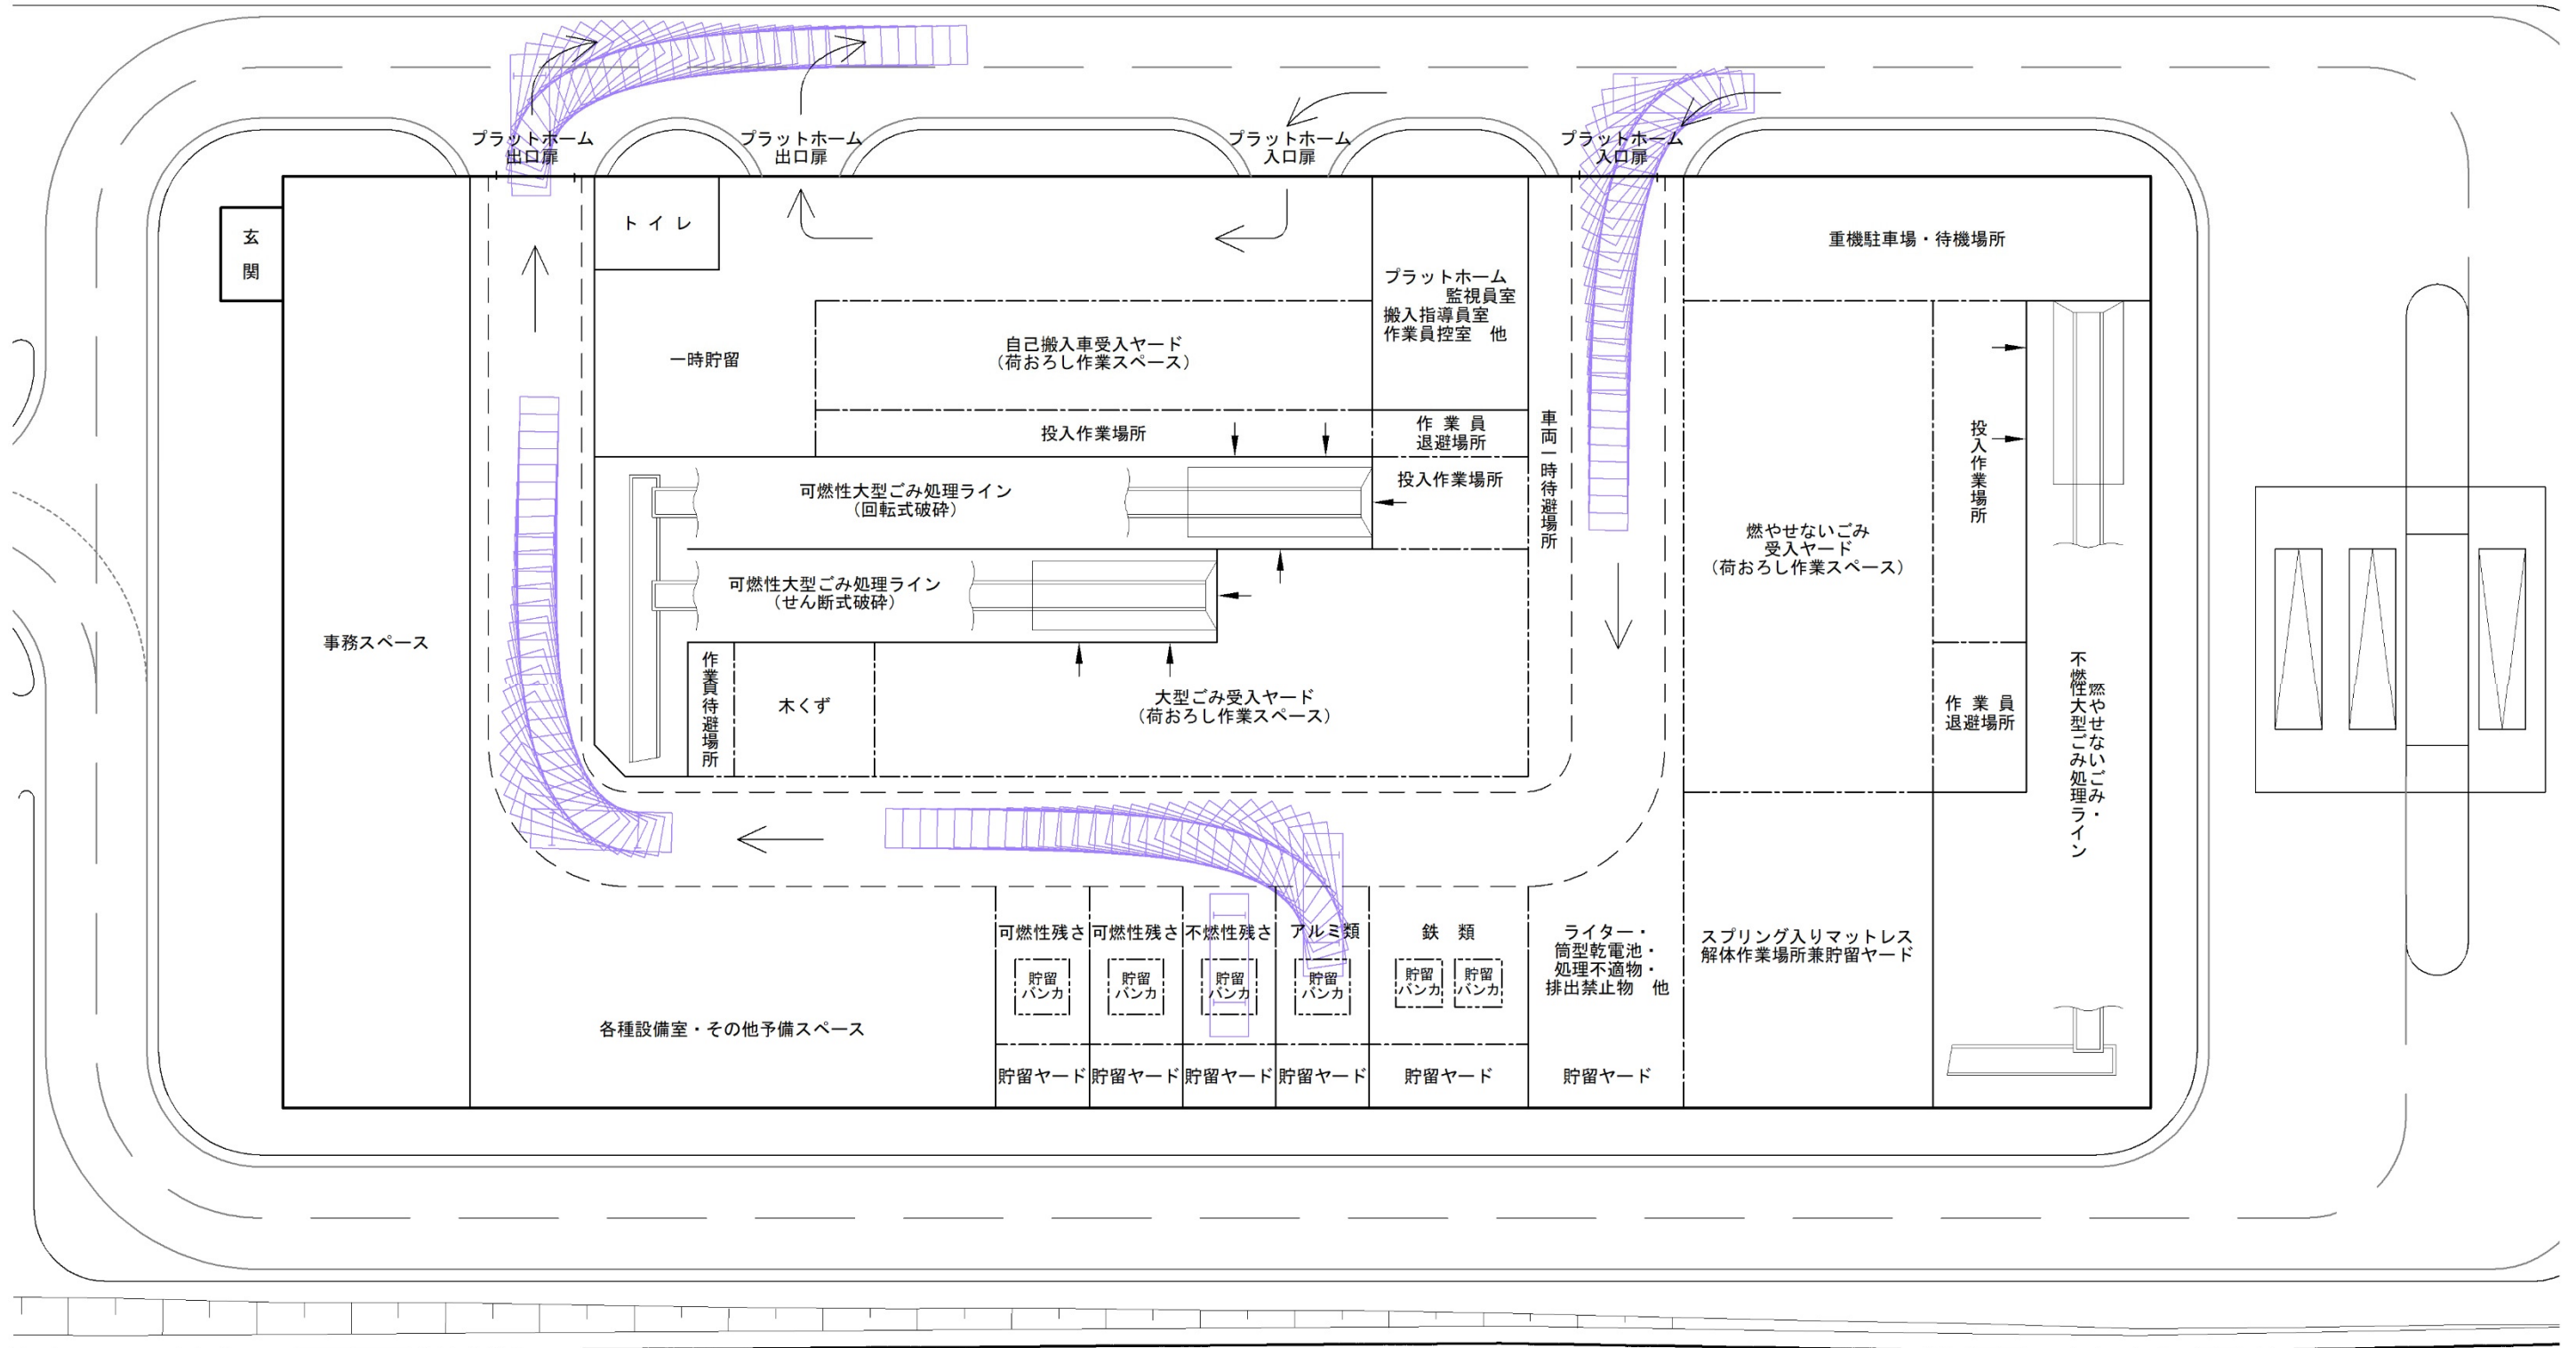 プラットホーム
出口扉
プラットホーム
出口扉
プラットホーム
入口扉
プラットホーム
入口扉
玄
関
トイレ
重機駐車場・待機場所
プラットホーム
監視員室
搬入指導員室
作業員控室 他
自己搬入車受入ヤード
(荷おろし作業スペース)
一時貯留
投入作業場所
作業員
退避場所
車両一時待避場所
投入作業場所
可燃性大型ごみ処理ライン
(回転式破砕)
投入作業場所
燃やせないごみ
受入ヤード
(荷おろし作業スペース)
可燃性大型ごみ処理ライン
(せん断式破砕)
事務スペース
作業員待避場所
木くず
大型ごみ受入ヤード
(荷おろし作業スペース)
作業員
退避場所
燃やせないごみ・
不燃性大型ごみ処理ライン
可燃性残さ
可燃性残さ
不燃性残さ
アルミ類
鉄 類
ライター・
筒型乾電池・
処理不適物・
排出禁止物 他
スプリング入りマットレス
解体作業場所兼貯留ヤード
貯留
バンカ
貯留
バンカ
貯留
バンカ
貯留
バンカ
貯留
バンカ
貯留
バンカ
各種設備室・その他予備スペース
貯留ヤード
貯留ヤード
貯留ヤード
貯留ヤード
貯留ヤード
貯留ヤード